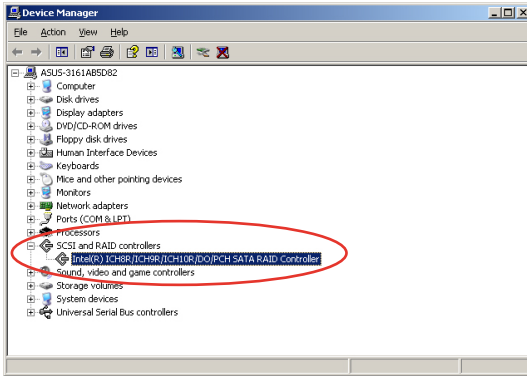 Device Manager
File Action View Help
ASUS-3161AB5D82
Computer
Disk drives
Display adapters
DVD/CD-ROM drives
Floppy disk drives
Human Interface Devices
Keyboards
Mice and other pointing devices
Monitors
Network adapters
Ports (COM & LPT)
Processors
SCSI and RAID controllers
Intel(R) ICH8R/ICH9R/ICH10R/DO/PCH SATA RAID Controller
Sound, video and game controllers
Storage volumes
System devices
Universal Serial Bus controllers